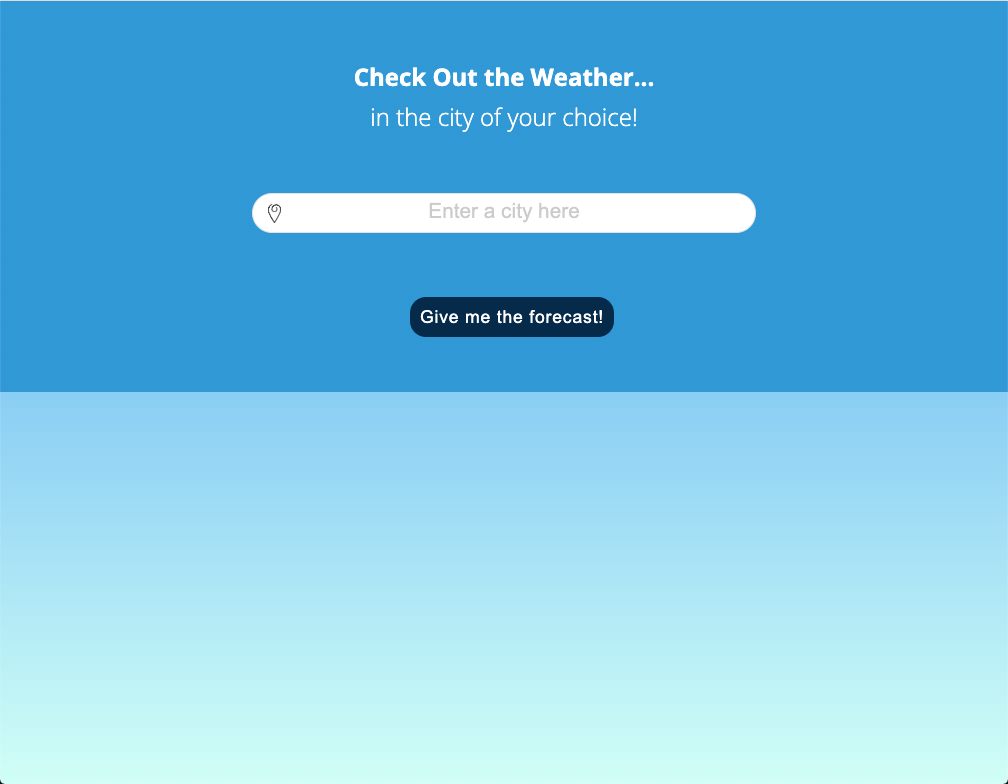 Check Out the Weather...
in the city of your choice!
Enter a city here
Give me the forecast!